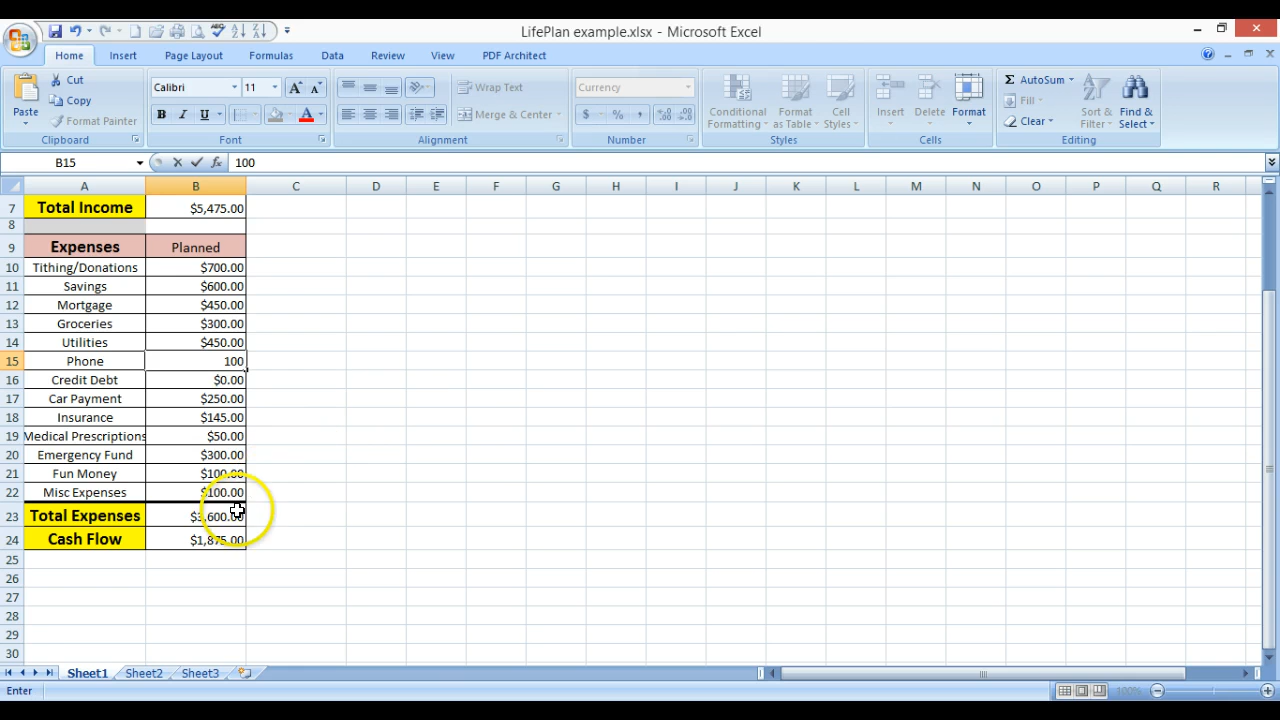 LifePlan example.xlsx - Microsoft Excel
Home Insert Page Layout Formulas Data Review View PDF Architect
Paste
Cut
Copy
Format Painter
Clipboard
Calibri 11
B I U
Font
Wrap Text
Merge & Center
Alignment
Currency
$ % ,
Number
Conditional Formatting
Format as Table
Cell Styles
Styles
Insert
Delete
Format
Cells
AutoSum
Fill
Clear
Sort & Filter
Find & Select
Editing
B15 fx 100
A B C D E F G H I J K L M N O P Q R
7 Total Income $5,475.00
8
9 Expenses Planned
10 Tithing/Donations $700.00
11 Savings $600.00
12 Mortgage $450.00
13 Groceries $300.00
14 Utilities $450.00
15 Phone 100
16 Credit Debt $0.00
17 Car Payment $250.00
18 Insurance $145.00
19 Medical Prescriptions $50.00
20 Emergency Fund $300.00
21 Fun Money $100.00
22 Misc Expenses $100.00
23 Total Expenses $3,600.00
24 Cash Flow $1,875.00
25
26
27
28
29
30
Sheet1 Sheet2 Sheet3
Enter 100%